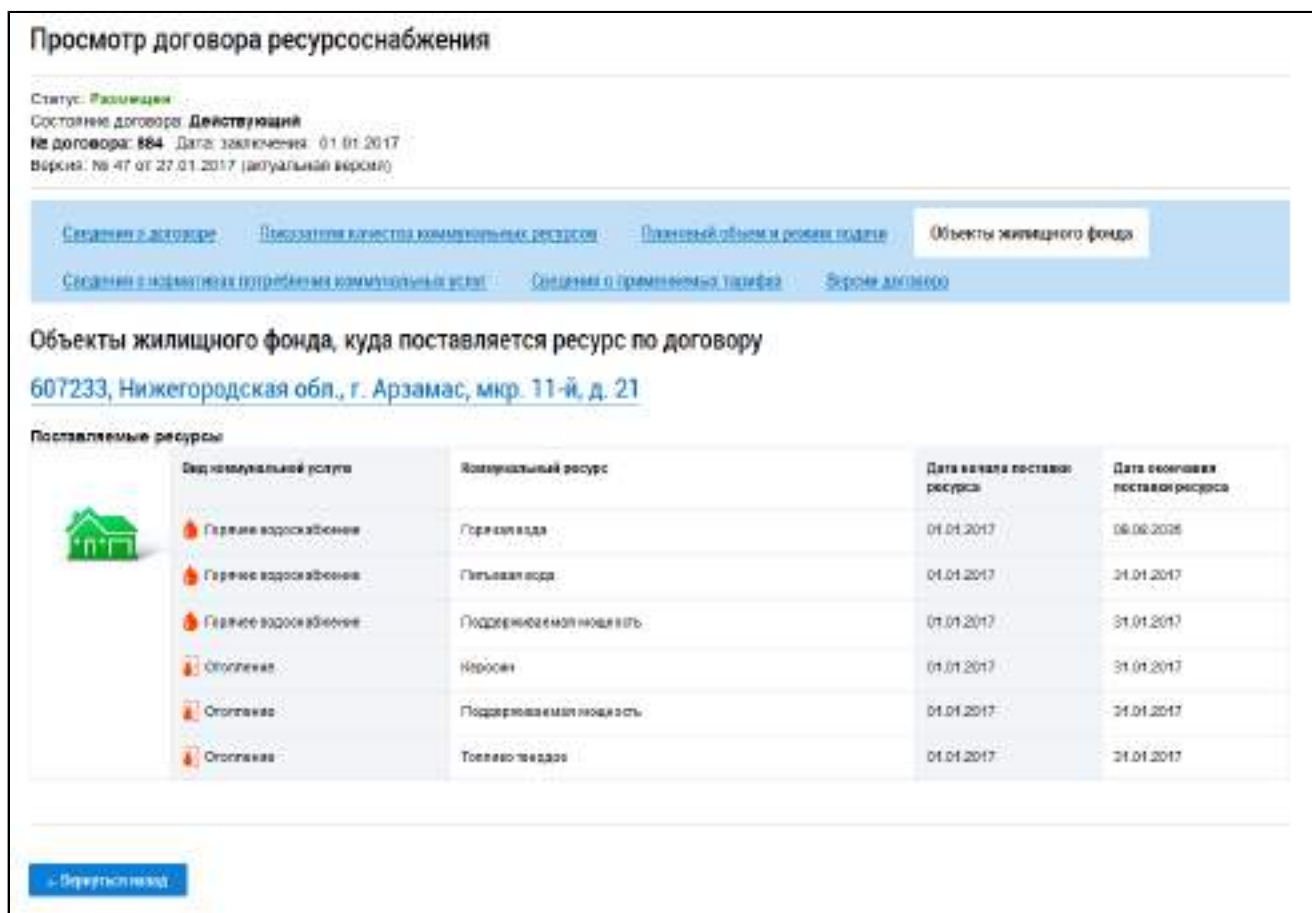 Просмотр договора ресурсоснабжения
Статус: Размещен
Состояние договора: Действующий
№ договора: 884 Дата заключения: 01.01.2017
Версия: № 47 от 27.01.2017 (актуальная версия)
Сведения о договоре Показатели качества коммунальных ресурсов Плановый объем и режим подачи Объекты жилищного фонда
Сведения о нормативах потребления коммунальных услуг Сведения о применяемых тарифах Версии договора
Объекты жилищного фонда, куда поставляется ресурс по договору
607233, Нижегородская обл., г. Арзамас, мкр. 11-й, д. 21
Поставляемые ресурсы
Вид коммунальной услуги Коммунальный ресурс Дата начала поставки ресурса Дата окончания поставки ресурса
Горячее водоснабжение Горячая вода 01.01.2017
Горячее водоснабжение Питьевая вода 01.01.2017 31.01.2017
Горячее водоснабжение Поддерживаемая мощность 01.01.2017 31.01.2017
Отопление Керосин 01.01.2017 31.01.2017
Отопление Поддерживаемая мощность 01.01.2017 31.01.2017
Отопление Топливо твердое 01.01.2017 31.01.2017
← Вернуться назад